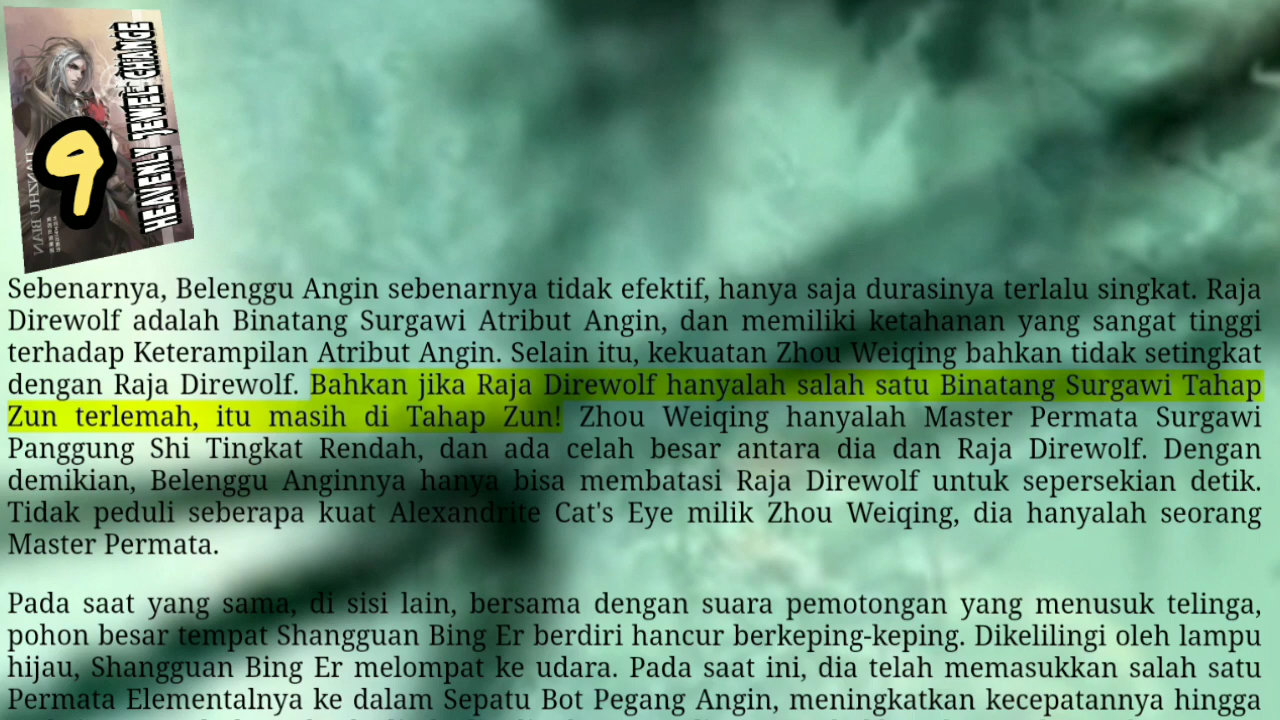 HEAVENLY JEWEL CHANGE
9
Sebenarnya, Belenggu Angin sebenarnya tidak efektif, hanya saja durasinya terlalu singkat. Raja
Direwolf adalah Binatang Surgawi Atribut Angin, dan memiliki ketahanan yang sangat tinggi
terhadap Keterampilan Atribut Angin. Selain itu, kekuatan Zhou Weiqing bahkan tidak setingkat
dengan Raja Direwolf. Bahkan jika Raja Direwolf hanyalah salah satu Binatang Surgawi Tahap
Zun terlemah, itu masih di Tahap Zun! Zhou Weiqing hanyalah Master Permata Surgawi
Panggung Shi Tingkat Rendah, dan ada celah besar antara dia dan Raja Direwolf. Dengan
demikian, Belenggu Anginnya hanya bisa membatasi Raja Direwolf untuk sepersekian detik.
Tidak peduli seberapa kuat Alexandrite Cat's Eye milik Zhou Weiqing, dia hanyalah seorang
Master Permata.
Pada saat yang sama, di sisi lain, bersama dengan suara pemotongan yang menusuk telinga,
pohon besar tempat Shangguan Bing Er berdiri hancur berkeping-keping. Dikelilingi oleh lampu
hijau, Shangguan Bing Er melompat ke udara. Pada saat ini, dia telah memasukkan salah satu
Permata Elementalnya ke dalam Sepatu Bot Pegang Angin, meningkatkan kecepatannya hingga